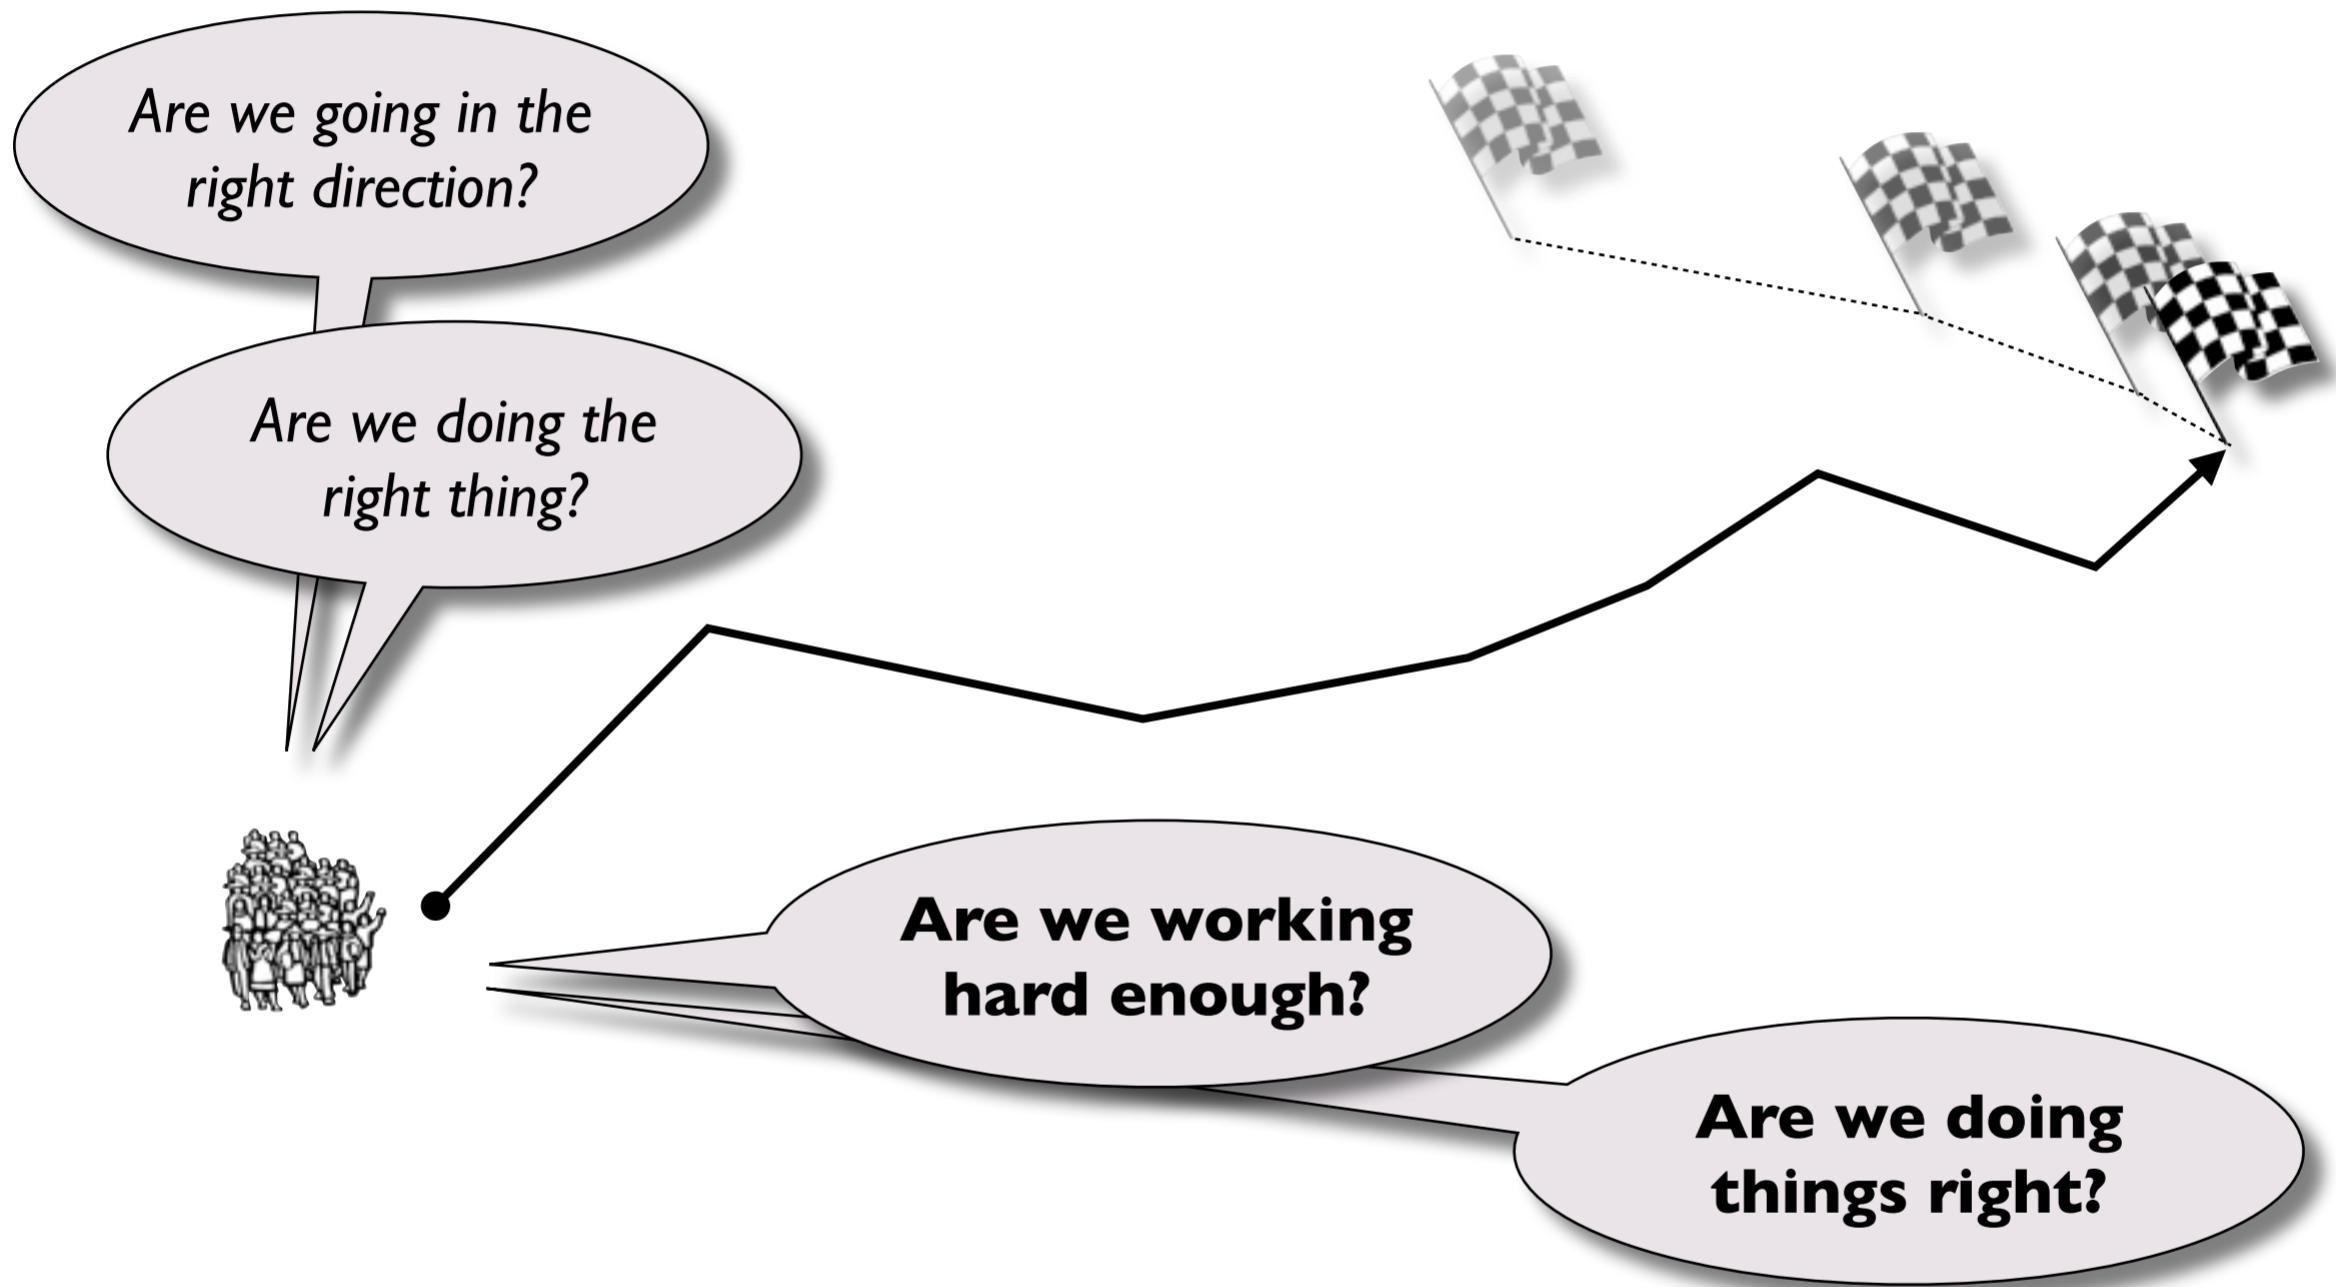 Are we going in the
right direction?
Are we doing the
right thing?
Are we working
hard enough?
Are we doing
things right?